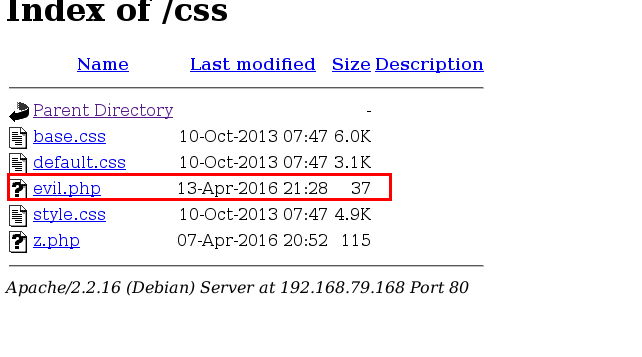 Index of /css
Name Last modified Size Description
Parent Directory -
base.css 10-Oct-2013 07:47 6.0K
default.css 10-Oct-2013 07:47 3.1K
evil.php 13-Apr-2016 21:28 37
style.css 10-Oct-2013 07:47 4.9K
z.php 07-Apr-2016 20:52 115
Apache/2.2.16 (Debian) Server at 192.168.79.168 Port 80